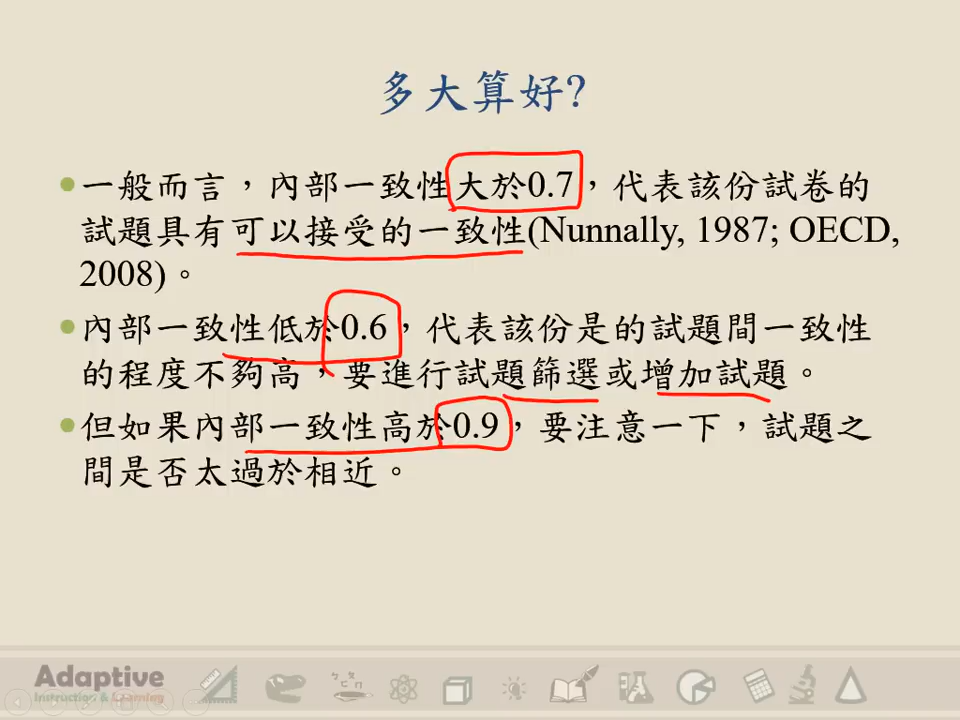 多大算好?
一般而言，內部一致性大於0.7，代表該份試卷的
試題具有可以接受的一致性(Nunnally, 1987; OECD,
2008)。
內部一致性低於0.6，代表該份是的試題間一致性
的程度不夠高，要進行試題篩選或增加試題。
但如果內部一致性高於0.9，要注意一下，試題之
間是否太過於相近。
Adaptive
Instruction & Learning